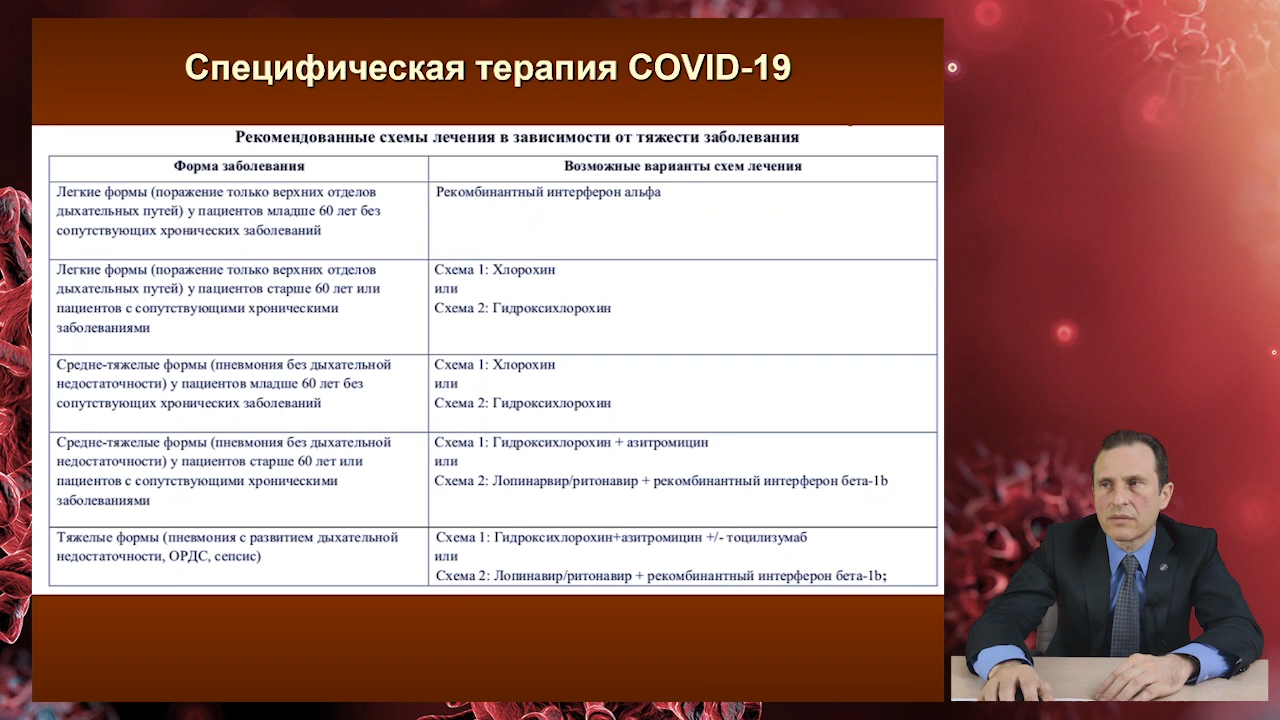 Специфическая терапия COVID-19
Рекомендованные схемы лечения в зависимости от тяжести заболевания
Форма заболевания
Возможные варианты схем лечения
Легкие формы (поражение только верхних отделов
дыхательных путей) у пациентов младше 60 лет без
сопутствующих хронических заболеваний
Рекомбинантный интерферон альфа
Легкие формы (поражение только верхних отделов
дыхательных путей) у пациентов старше 60 лет или
пациентов с сопутствующими хроническими
заболеваниями
Схема 1: Хлорохин
или
Схема 2: Гидроксихлорохин
Средне-тяжелые формы (пневмония без дыхательной
недостаточности) у пациентов младше 60 лет без
сопутствующих хронических заболеваний
Схема 1: Хлорохин
или
Схема 2: Гидроксихлорохин
Средне-тяжелые формы (пневмония без дыхательной
недостаточности) у пациентов старше 60 лет или
пациентов с сопутствующими хроническими
заболеваниями
Схема 1: Гидроксихлорохин + азитромицин
или
Схема 2: Лопинарвир/ритонавир + рекомбинантный интерферон бета-1b
Тяжелые формы (пневмония с развитием дыхательной
недостаточности, ОРДС, сепсис)
Схема 1: Гидроксихлорохин+азитромицин +/- тоцилизумаб
или
Схема 2: Лопинавир/ритонавир + рекомбинантный интерферон бета-1b;